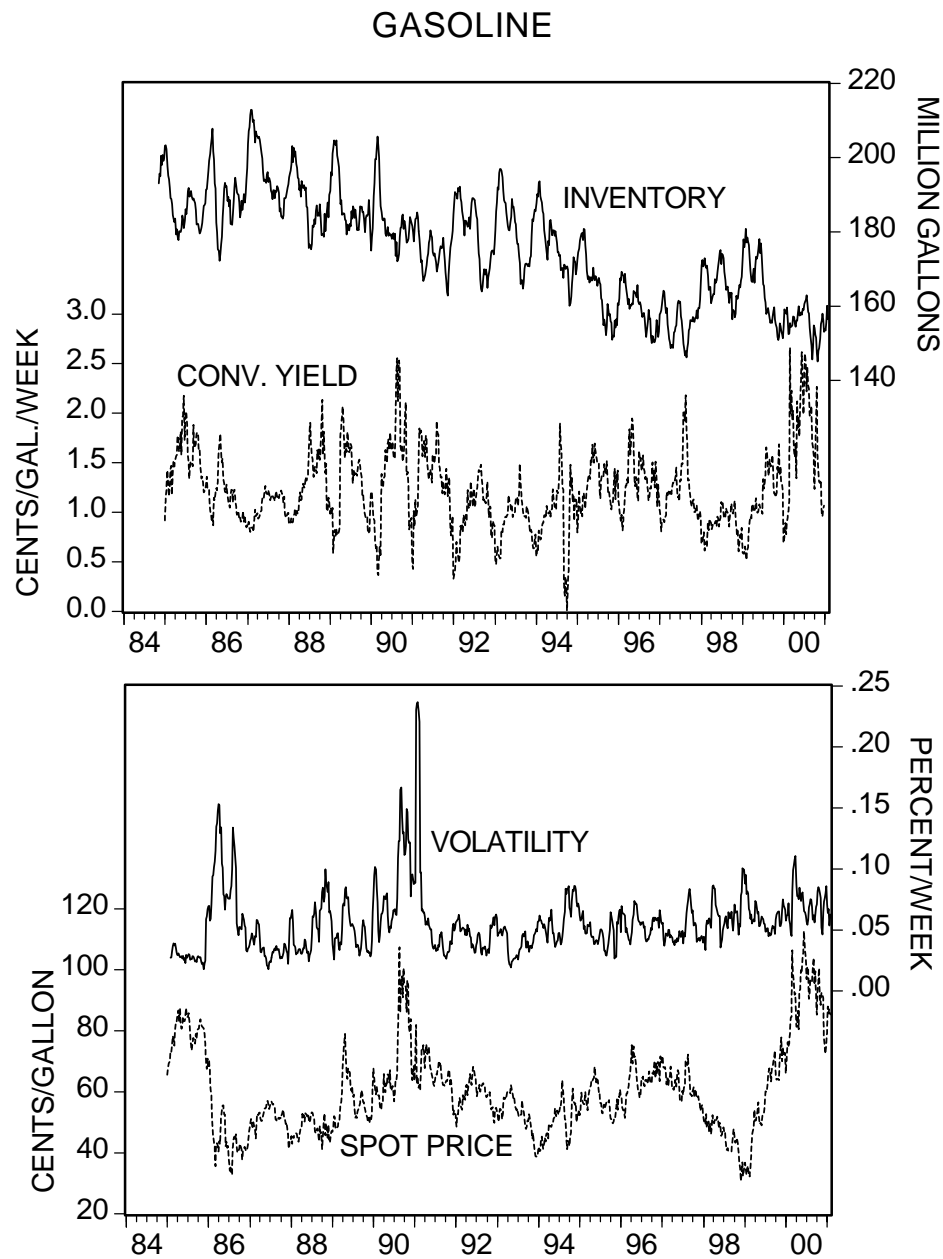 GASOLINE
220
200
180
160
140
MILLION GALLONS
INVENTORY
3.0
2.5
2.0
1.5
1.0
0.5
0.0
CENTS/GAL./WEEK
CONV. YIELD
84 86 88 90 92 94 96 98 00
.25
.20
.15
.10
.05
.00
PERCENT/WEEK
VOLATILITY
120
100
80
60
40
20
CENTS/GALLON
SPOT PRICE
84 86 88 90 92 94 96 98 00